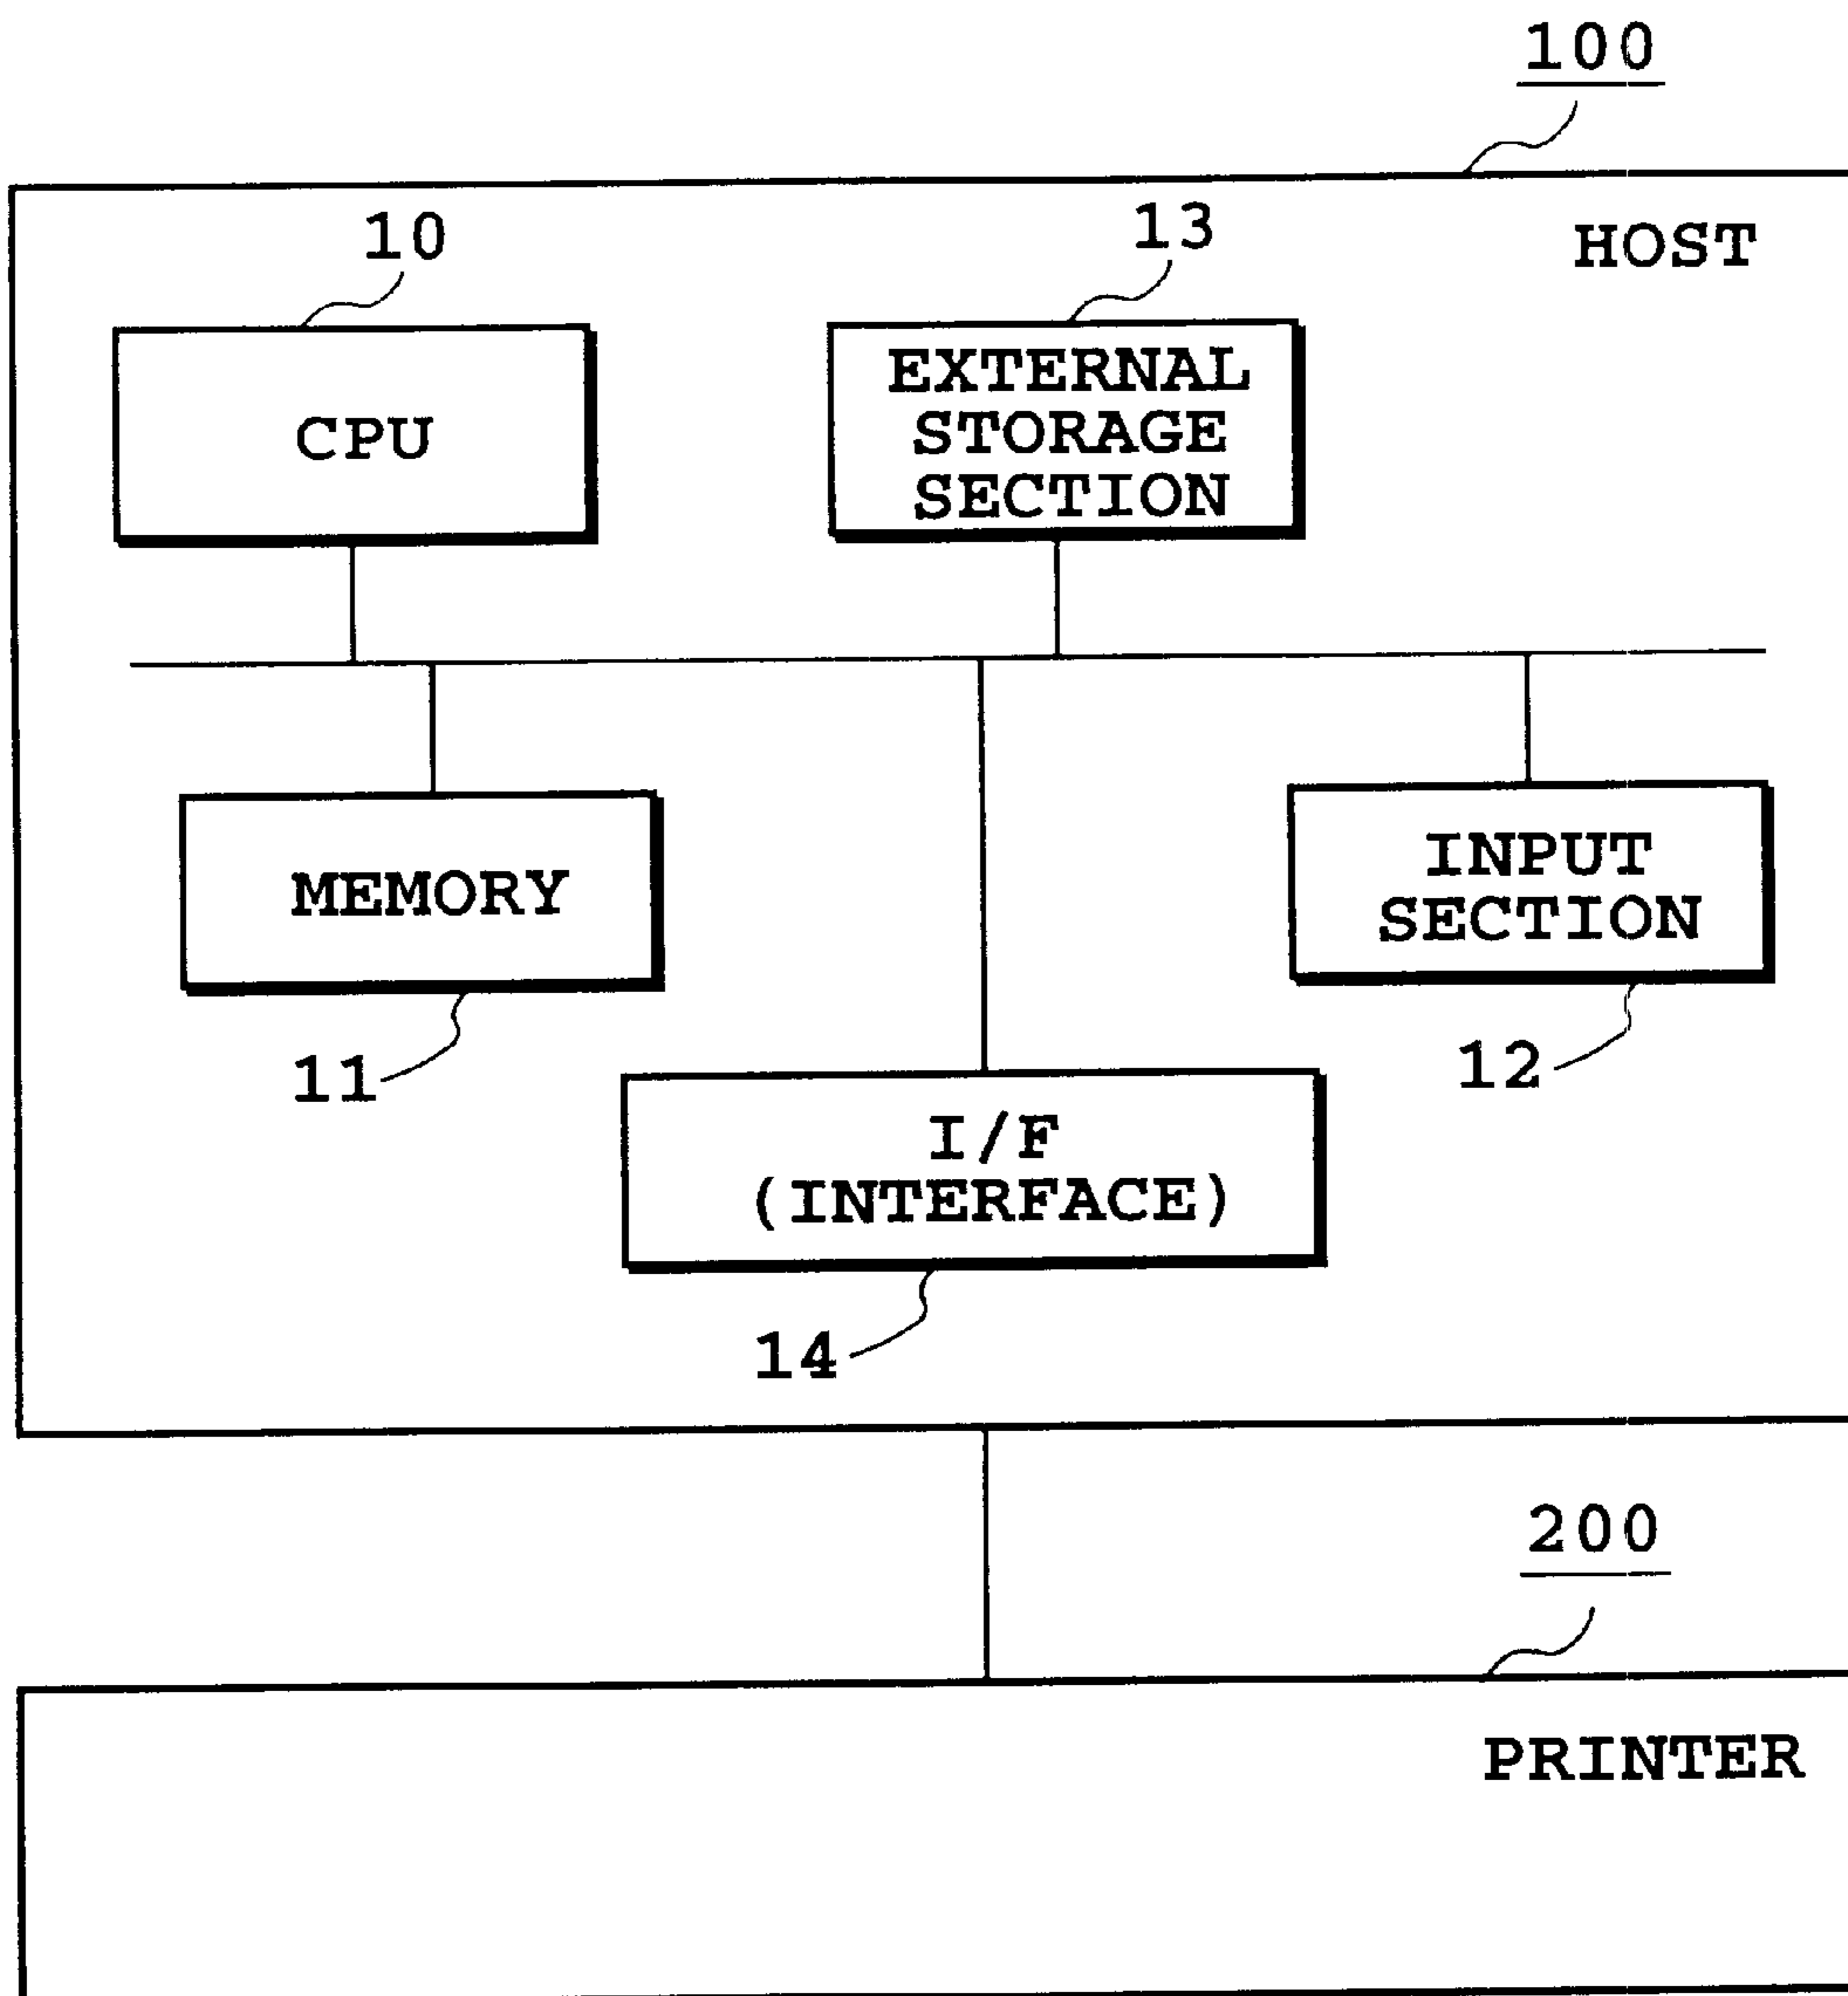 100
HOST
10
13
CPU
EXTERNAL
STORAGE
SECTION
MEMORY
INPUT
SECTION
11
12
I/F
(INTERFACE)
14
200
PRINTER